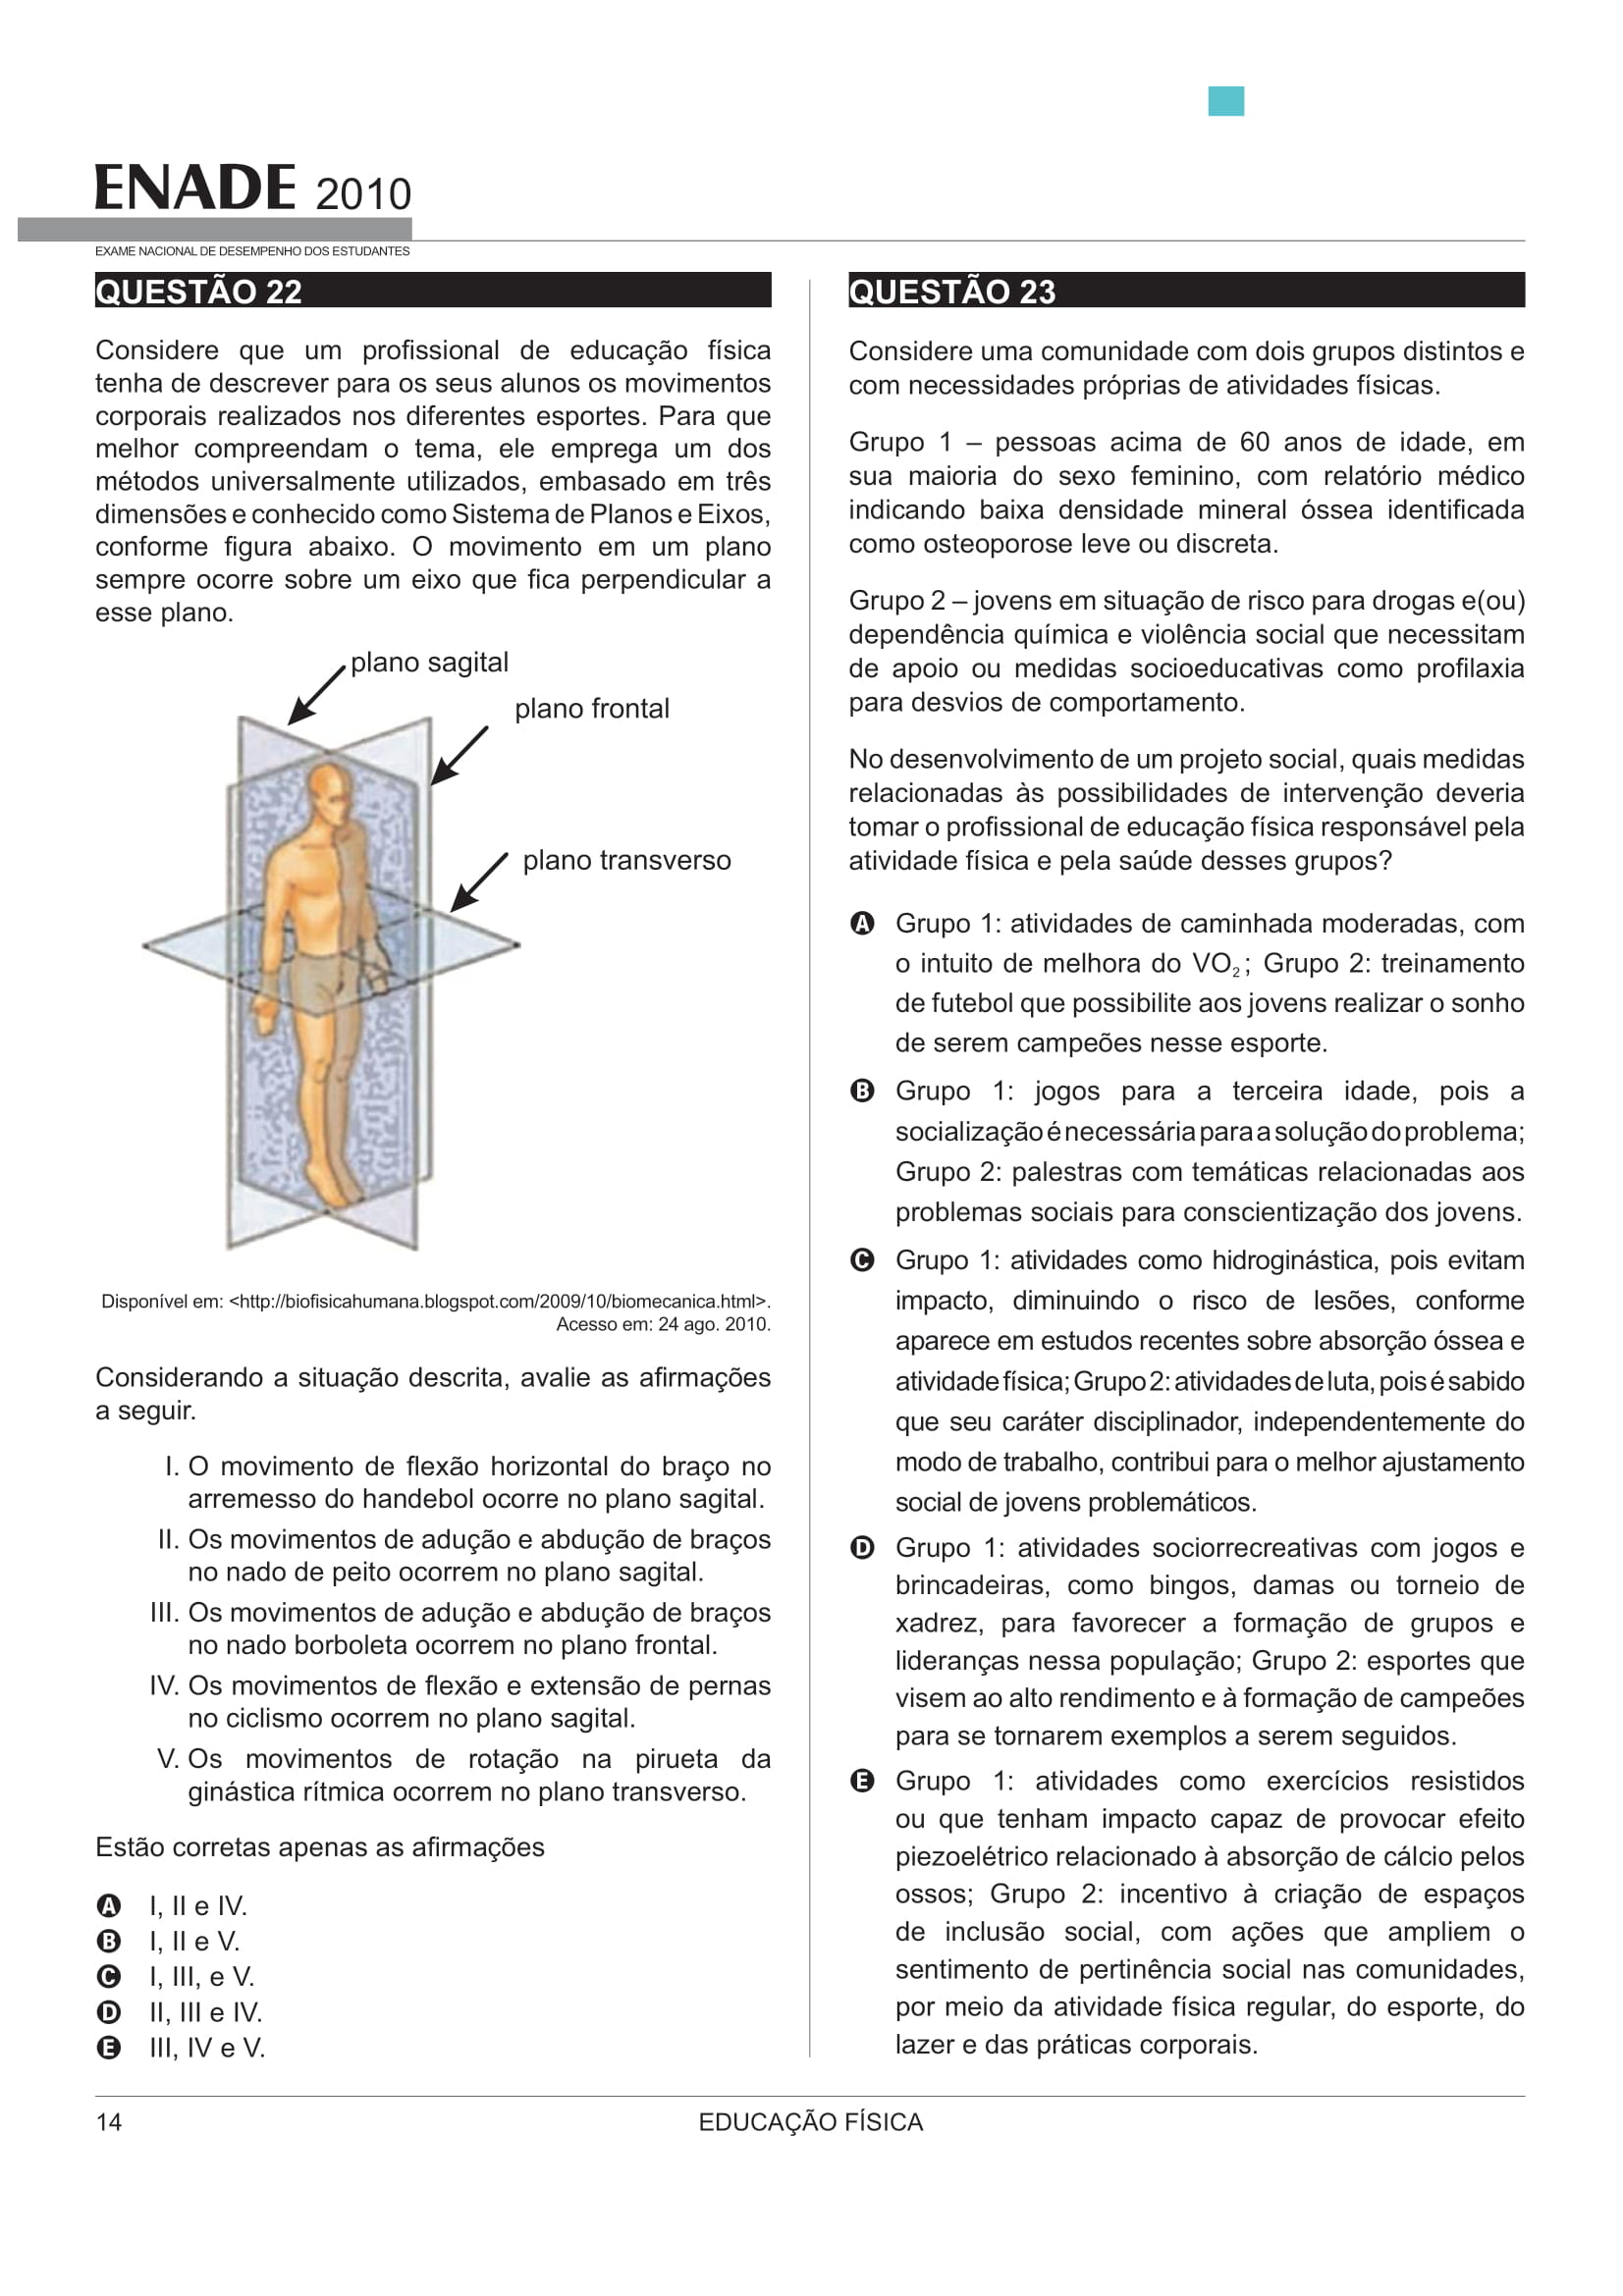 ENADE 2010
EXAME NACIONAL DE DESEMPENHO DOS ESTUDANTES
QUESTÃO 22
Considere que um profissional de educação física
tenha de descrever para os seus alunos os movimentos
corporais realizados nos diferentes esportes. Para que
melhor compreendam o tema, ele emprega um dos
métodos universalmente utilizados, embasado em três
dimensões e conhecido como Sistema de Planos e Eixos,
conforme figura abaixo. O movimento em um plano
sempre ocorre sobre um eixo que fica perpendicular a
esse plano.
plano sagital
plano frontal
plano transverso
Disponível em: <http://biofisicahumana.blogspot.com/2009/10/biomecanica.html>.
Acesso em: 24 ago. 2010.
Considerando a situação descrita, avalie as afirmações
a seguir.
I. O movimento de flexão horizontal do braço no
arremesso do handebol ocorre no plano sagital.
II. Os movimentos de adução e abdução de braços
no nado de peito ocorrem no plano sagital.
III. Os movimentos de adução e abdução de braços
no nado borboleta ocorrem no plano frontal.
IV. Os movimentos de flexão e extensão de pernas
no ciclismo ocorrem no plano sagital.
V. Os movimentos de rotação na pirueta da
ginástica rítmica ocorrem no plano transverso.
Estão corretas apenas as afirmações
A I, II e IV.
B I, II e V.
C I, III, e V.
D II, III e IV.
E III, IV e V.
QUESTÃO 23
Considere uma comunidade com dois grupos distintos e
com necessidades próprias de atividades físicas.
Grupo 1 – pessoas acima de 60 anos de idade, em
sua maioria do sexo feminino, com relatório médico
indicando baixa densidade mineral óssea identificada
como osteoporose leve ou discreta.
Grupo 2 – jovens em situação de risco para drogas e(ou)
dependência química e violência social que necessitam
de apoio ou medidas socioeducativas como profilaxia
para desvios de comportamento.
No desenvolvimento de um projeto social, quais medidas
relacionadas às possibilidades de intervenção deveria
tomar o profissional de educação física responsável pela
atividade física e pela saúde desses grupos?
A Grupo 1: atividades de caminhada moderadas, com
o intuito de melhora do VO₂; Grupo 2: treinamento
de futebol que possibilite aos jovens realizar o sonho
de serem campeões nesse esporte.
B Grupo 1: jogos para a terceira idade, pois a
socialização é necessária para a solução do problema;
Grupo 2: palestras com temáticas relacionadas aos
problemas sociais para conscientização dos jovens.
C Grupo 1: atividades como hidroginástica, pois evitam
impacto, diminuindo o risco de lesões, conforme
aparece em estudos recentes sobre absorção óssea e
atividade física; Grupo 2: atividades de luta, pois é sabido
que seu caráter disciplinador, independentemente do
modo de trabalho, contribui para o melhor ajustamento
social de jovens problemáticos.
D Grupo 1: atividades sociorrecreativas com jogos e
brincadeiras, como bingos, damas ou torneio de
xadrez, para favorecer a formação de grupos e
lideranças nessa população; Grupo 2: esportes que
visem ao alto rendimento e à formação de campeões
para se tornarem exemplos a serem seguidos.
E Grupo 1: atividades como exercícios resistidos
ou que tenham impacto capaz de provocar efeito
piezoelétrico relacionado à absorção de cálcio pelos
ossos; Grupo 2: incentivo à criação de espaços
de inclusão social, com ações que ampliem o
sentimento de pertinência social nas comunidades,
por meio da atividade física regular, do esporte, do
lazer e das práticas corporais.
14
EDUCAÇÃO FÍSICA